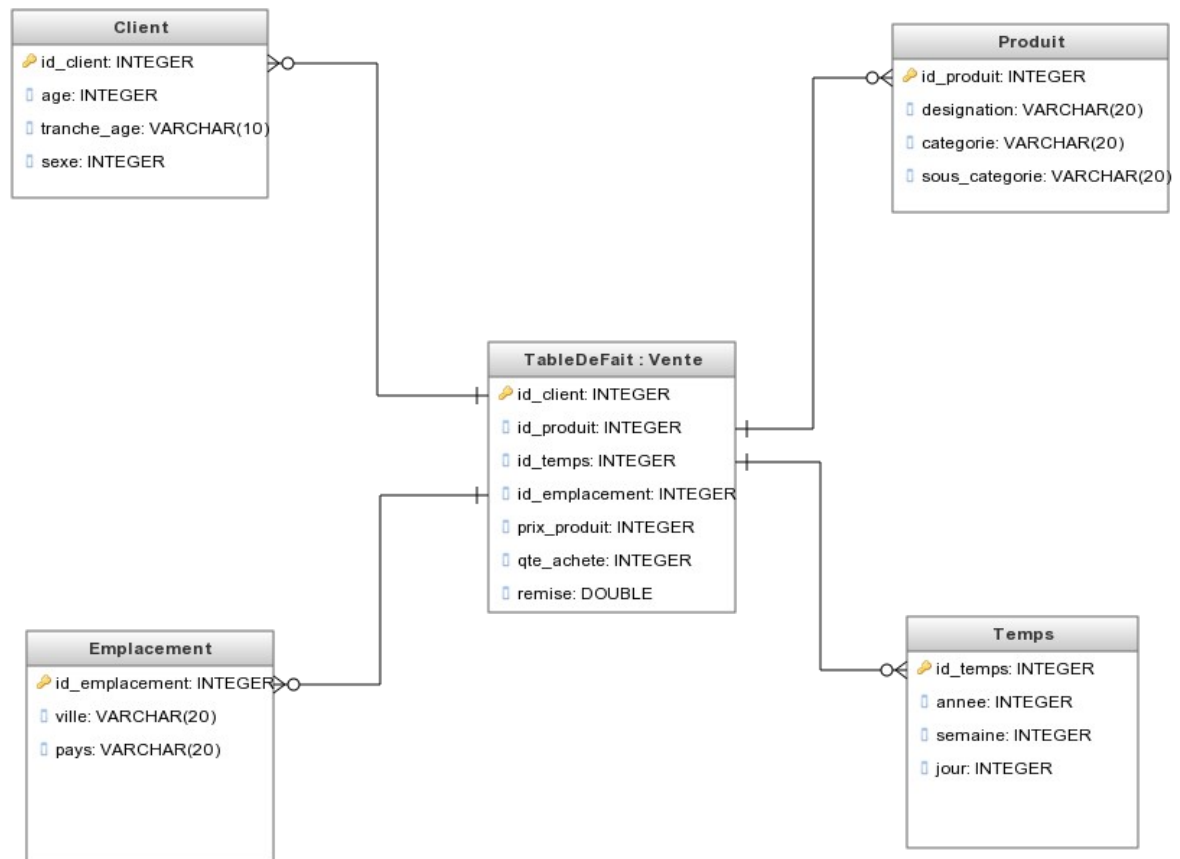 Client
id_client: INTEGER
age: INTEGER
tranche_age: VARCHAR(10)
sexe: INTEGER
Produit
id_produit: INTEGER
designation: VARCHAR(20)
categorie: VARCHAR(20)
sous_categorie: VARCHAR(20)
TableDeFait : Vente
id_client: INTEGER
id_produit: INTEGER
id_temps: INTEGER
id_emplacement: INTEGER
prix_produit: INTEGER
qte_achete: INTEGER
remise: DOUBLE
Emplacement
id_emplacement: INTEGER
ville: VARCHAR(20)
pays: VARCHAR(20)
Temps
id_temps: INTEGER
annee: INTEGER
semaine: INTEGER
jour: INTEGER